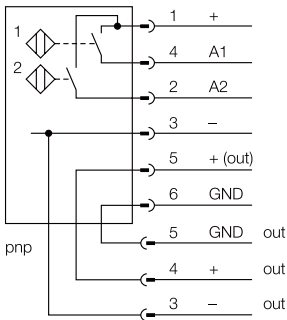 1 1 +
4 A1
2 2 A2
3 –
5 + (out)
6 GND
5 GND out
pnp
4 + out
3 – out